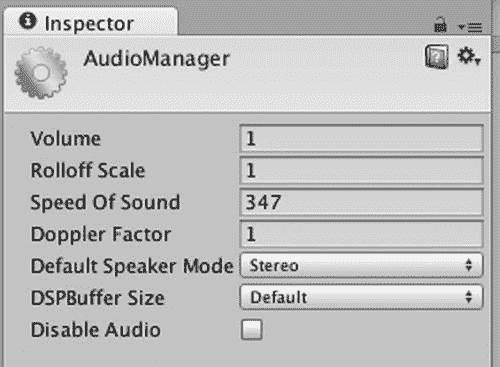 Inspector
AudioManager
Volume 1
Rolloff Scale 1
Speed Of Sound 347
Doppler Factor 1
Default Speaker Mode Stereo
DSPBuffer Size Default
Disable Audio